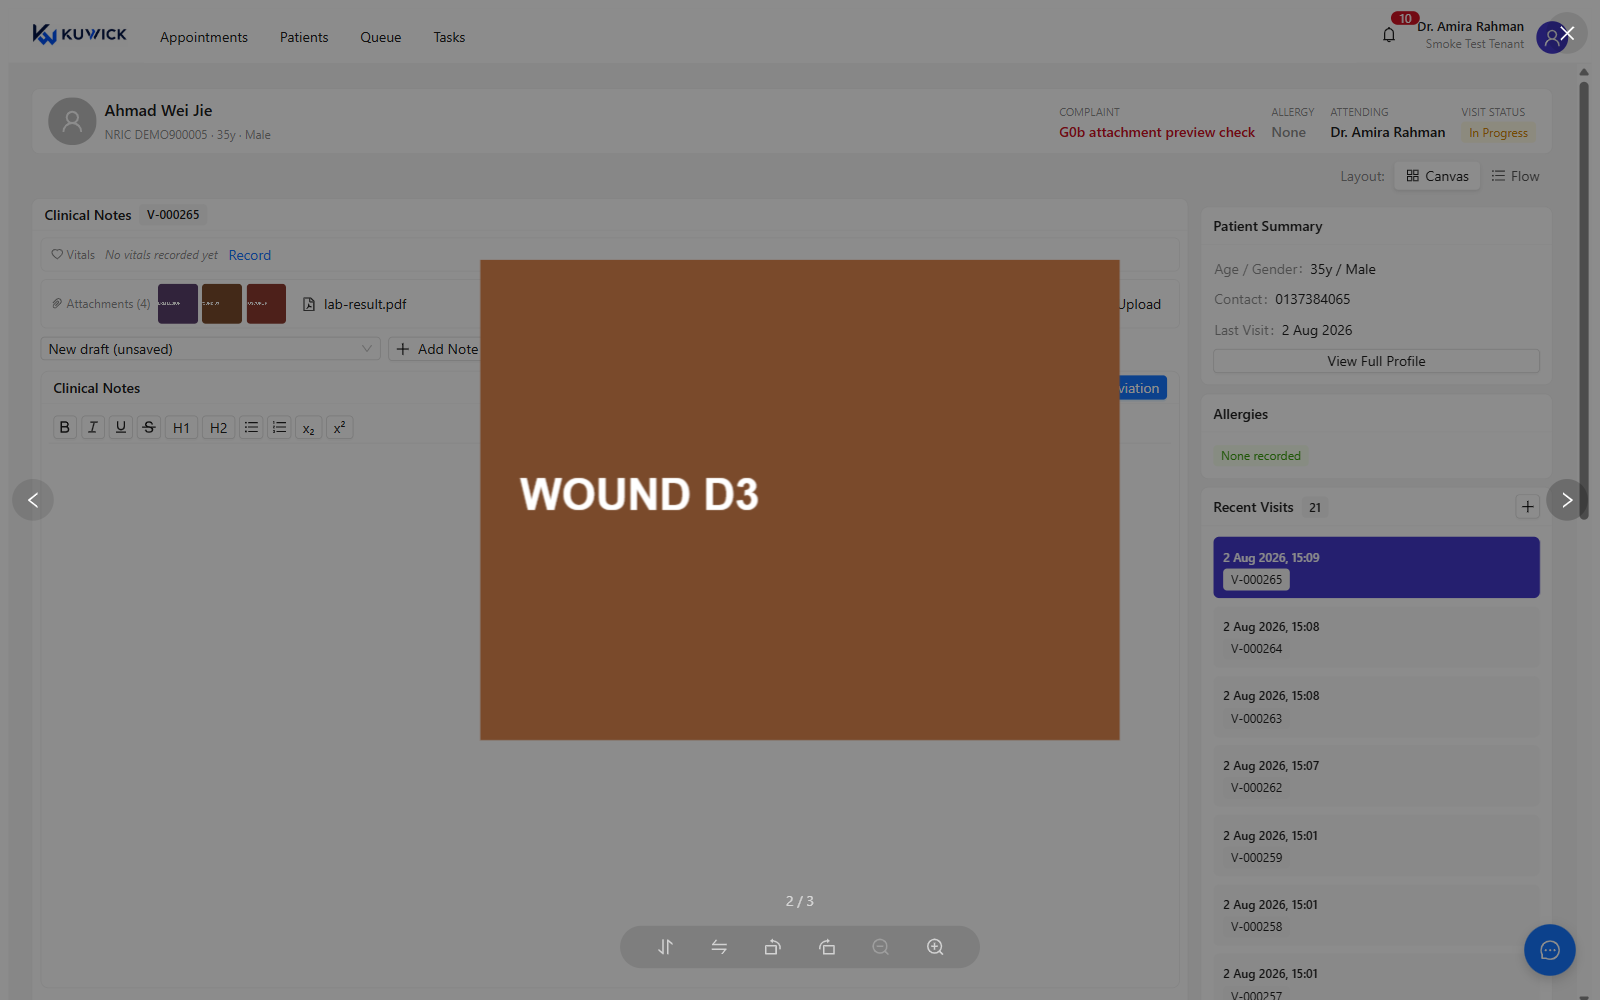 KUWICK
Appointments
Patients
Queue
Tasks
10
Dr. Amira Rahman
Smoke Test Tenant
Ahmad Wei Jie
NRIC DEMO900005 · 35y · Male
COMPLAINT
G0b attachment preview check
ALLERGY
None
ATTENDING
Dr. Amira Rahman
VISIT STATUS
In Progress
Layout:
Canvas
Flow
Clinical Notes
V-000265
Vitals
No vitals recorded yet
Record
Attachments (4)
lab-result.pdf
Upload
New draft (unsaved)
Add Note
Clinical Notes
viation
B I U S H1 H2 x₂ x²
WOUND D3
2 / 3
Patient Summary
Age / Gender: 35y / Male
Contact: 0137384065
Last Visit: 2 Aug 2026
View Full Profile
Allergies
None recorded
Recent Visits
21
2 Aug 2026, 15:09
V-000265
2 Aug 2026, 15:08
V-000264
2 Aug 2026, 15:08
V-000263
2 Aug 2026, 15:07
V-000262
2 Aug 2026, 15:01
V-000259
2 Aug 2026, 15:01
V-000258
2 Aug 2026, 15:01
V-000257